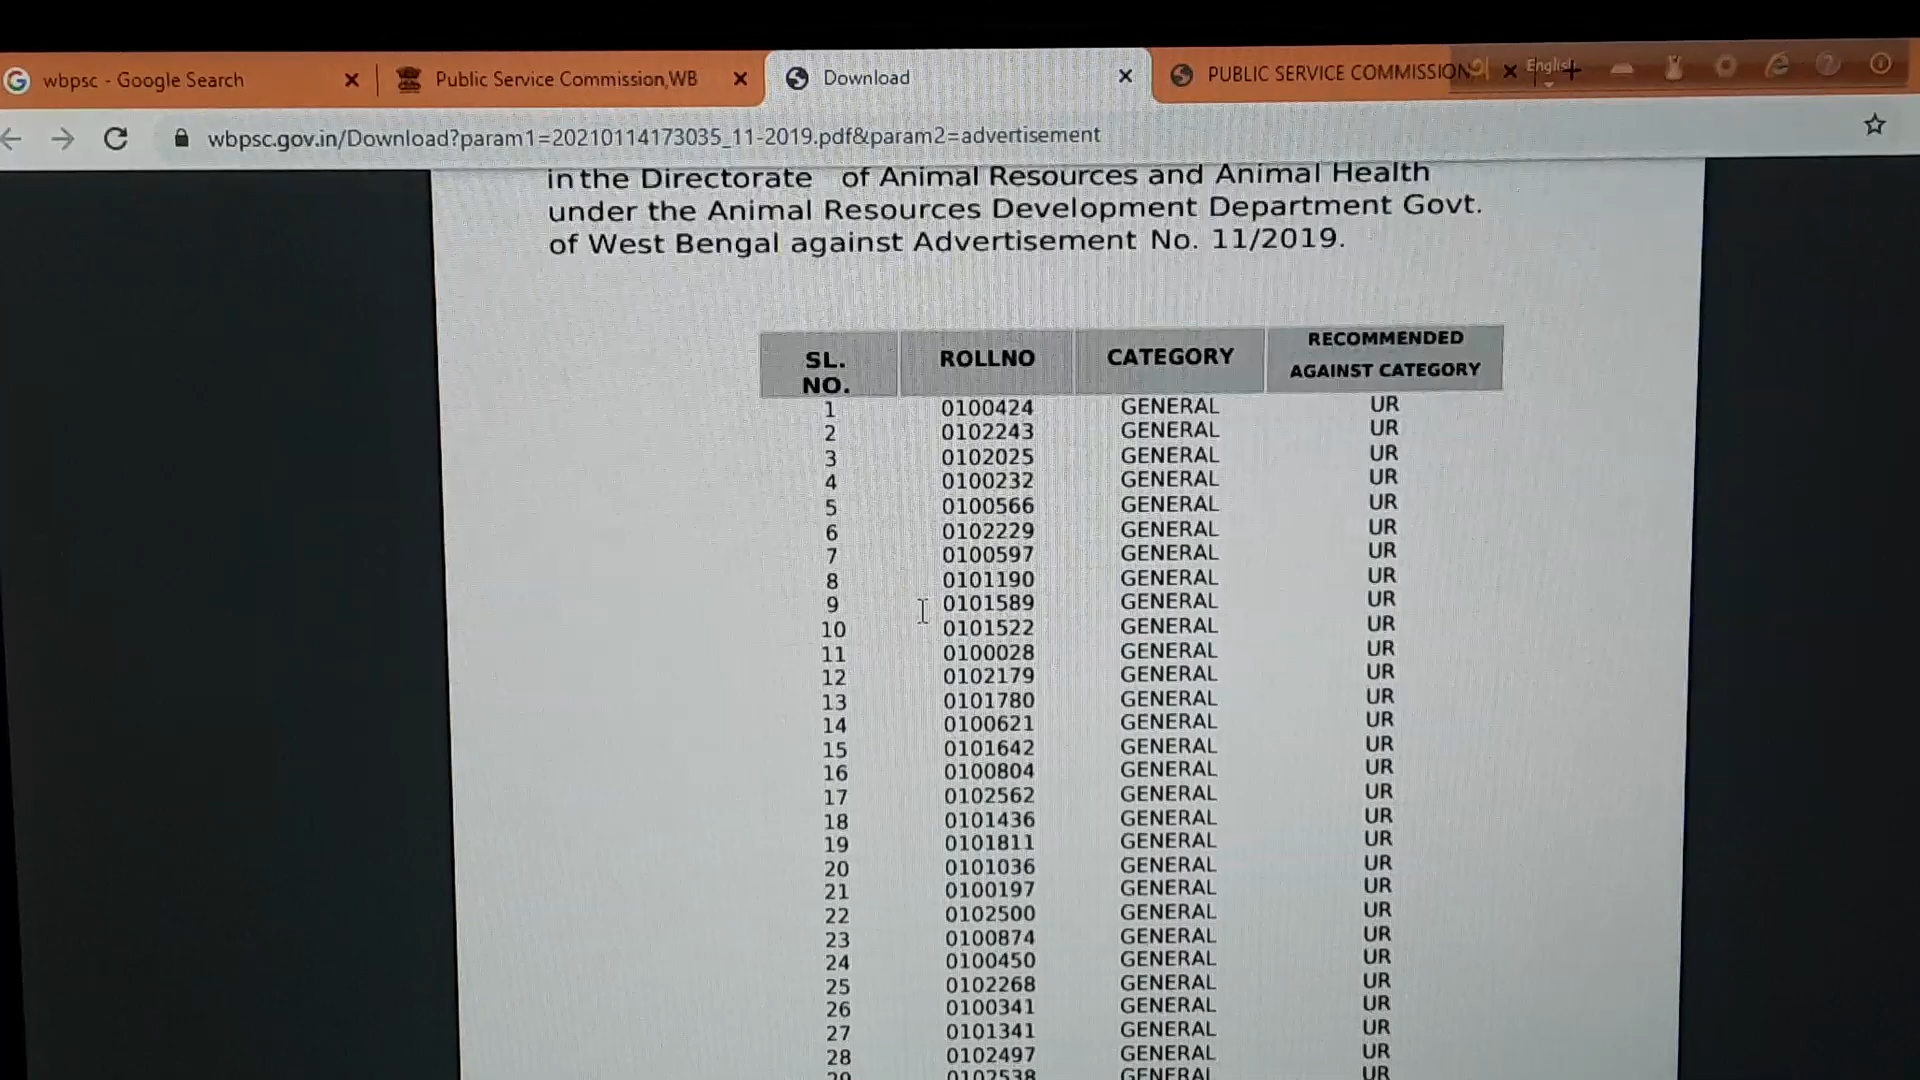 wbpsc - Google Search
Public Service Commission,WB
Download
PUBLIC SERVICE COMMISSION
English
wbpsc.gov.in/Download?param1=20210114173035_11-2019.pdf&param2=advertisement
in the Directorate of Animal Resources and Animal Health
under the Animal Resources Development Department Govt.
of West Bengal against Advertisement No. 11/2019.
SL. NO. ROLLNO CATEGORY RECOMMENDED AGAINST CATEGORY
1 0100424 GENERAL UR
2 0102243 GENERAL UR
3 0102025 GENERAL UR
4 0100232 GENERAL UR
5 0100566 GENERAL UR
6 0102229 GENERAL UR
7 0100597 GENERAL UR
8 0101190 GENERAL UR
9 0101589 GENERAL UR
10 0101522 GENERAL UR
11 0100028 GENERAL UR
12 0102179 GENERAL UR
13 0101780 GENERAL UR
14 0100621 GENERAL UR
15 0101642 GENERAL UR
16 0100804 GENERAL UR
17 0102562 GENERAL UR
18 0101436 GENERAL UR
19 0101811 GENERAL UR
20 0101036 GENERAL UR
21 0100197 GENERAL UR
22 0102500 GENERAL UR
23 0100874 GENERAL UR
24 0100450 GENERAL UR
25 0102268 GENERAL UR
26 0100341 GENERAL UR
27 0101341 GENERAL UR
28 0102497 GENERAL UR
29 0102538 GENERAL UR